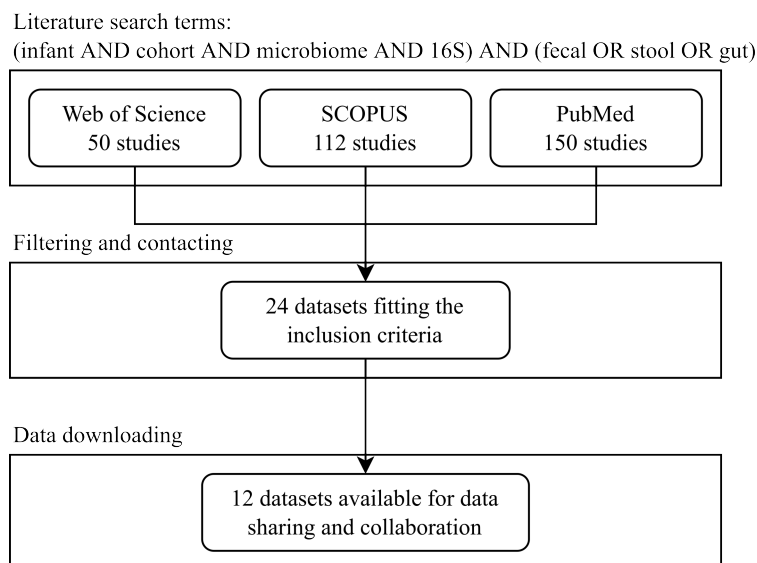 Literature search terms:
(infant AND cohort AND microbiome AND 16S) AND (fecal OR stool OR gut)
Web of Science
50 studies
SCOPUS
112 studies
PubMed
150 studies
Filtering and contacting
24 datasets fitting the
inclusion criteria
Data downloading
12 datasets available for data
sharing and collaboration